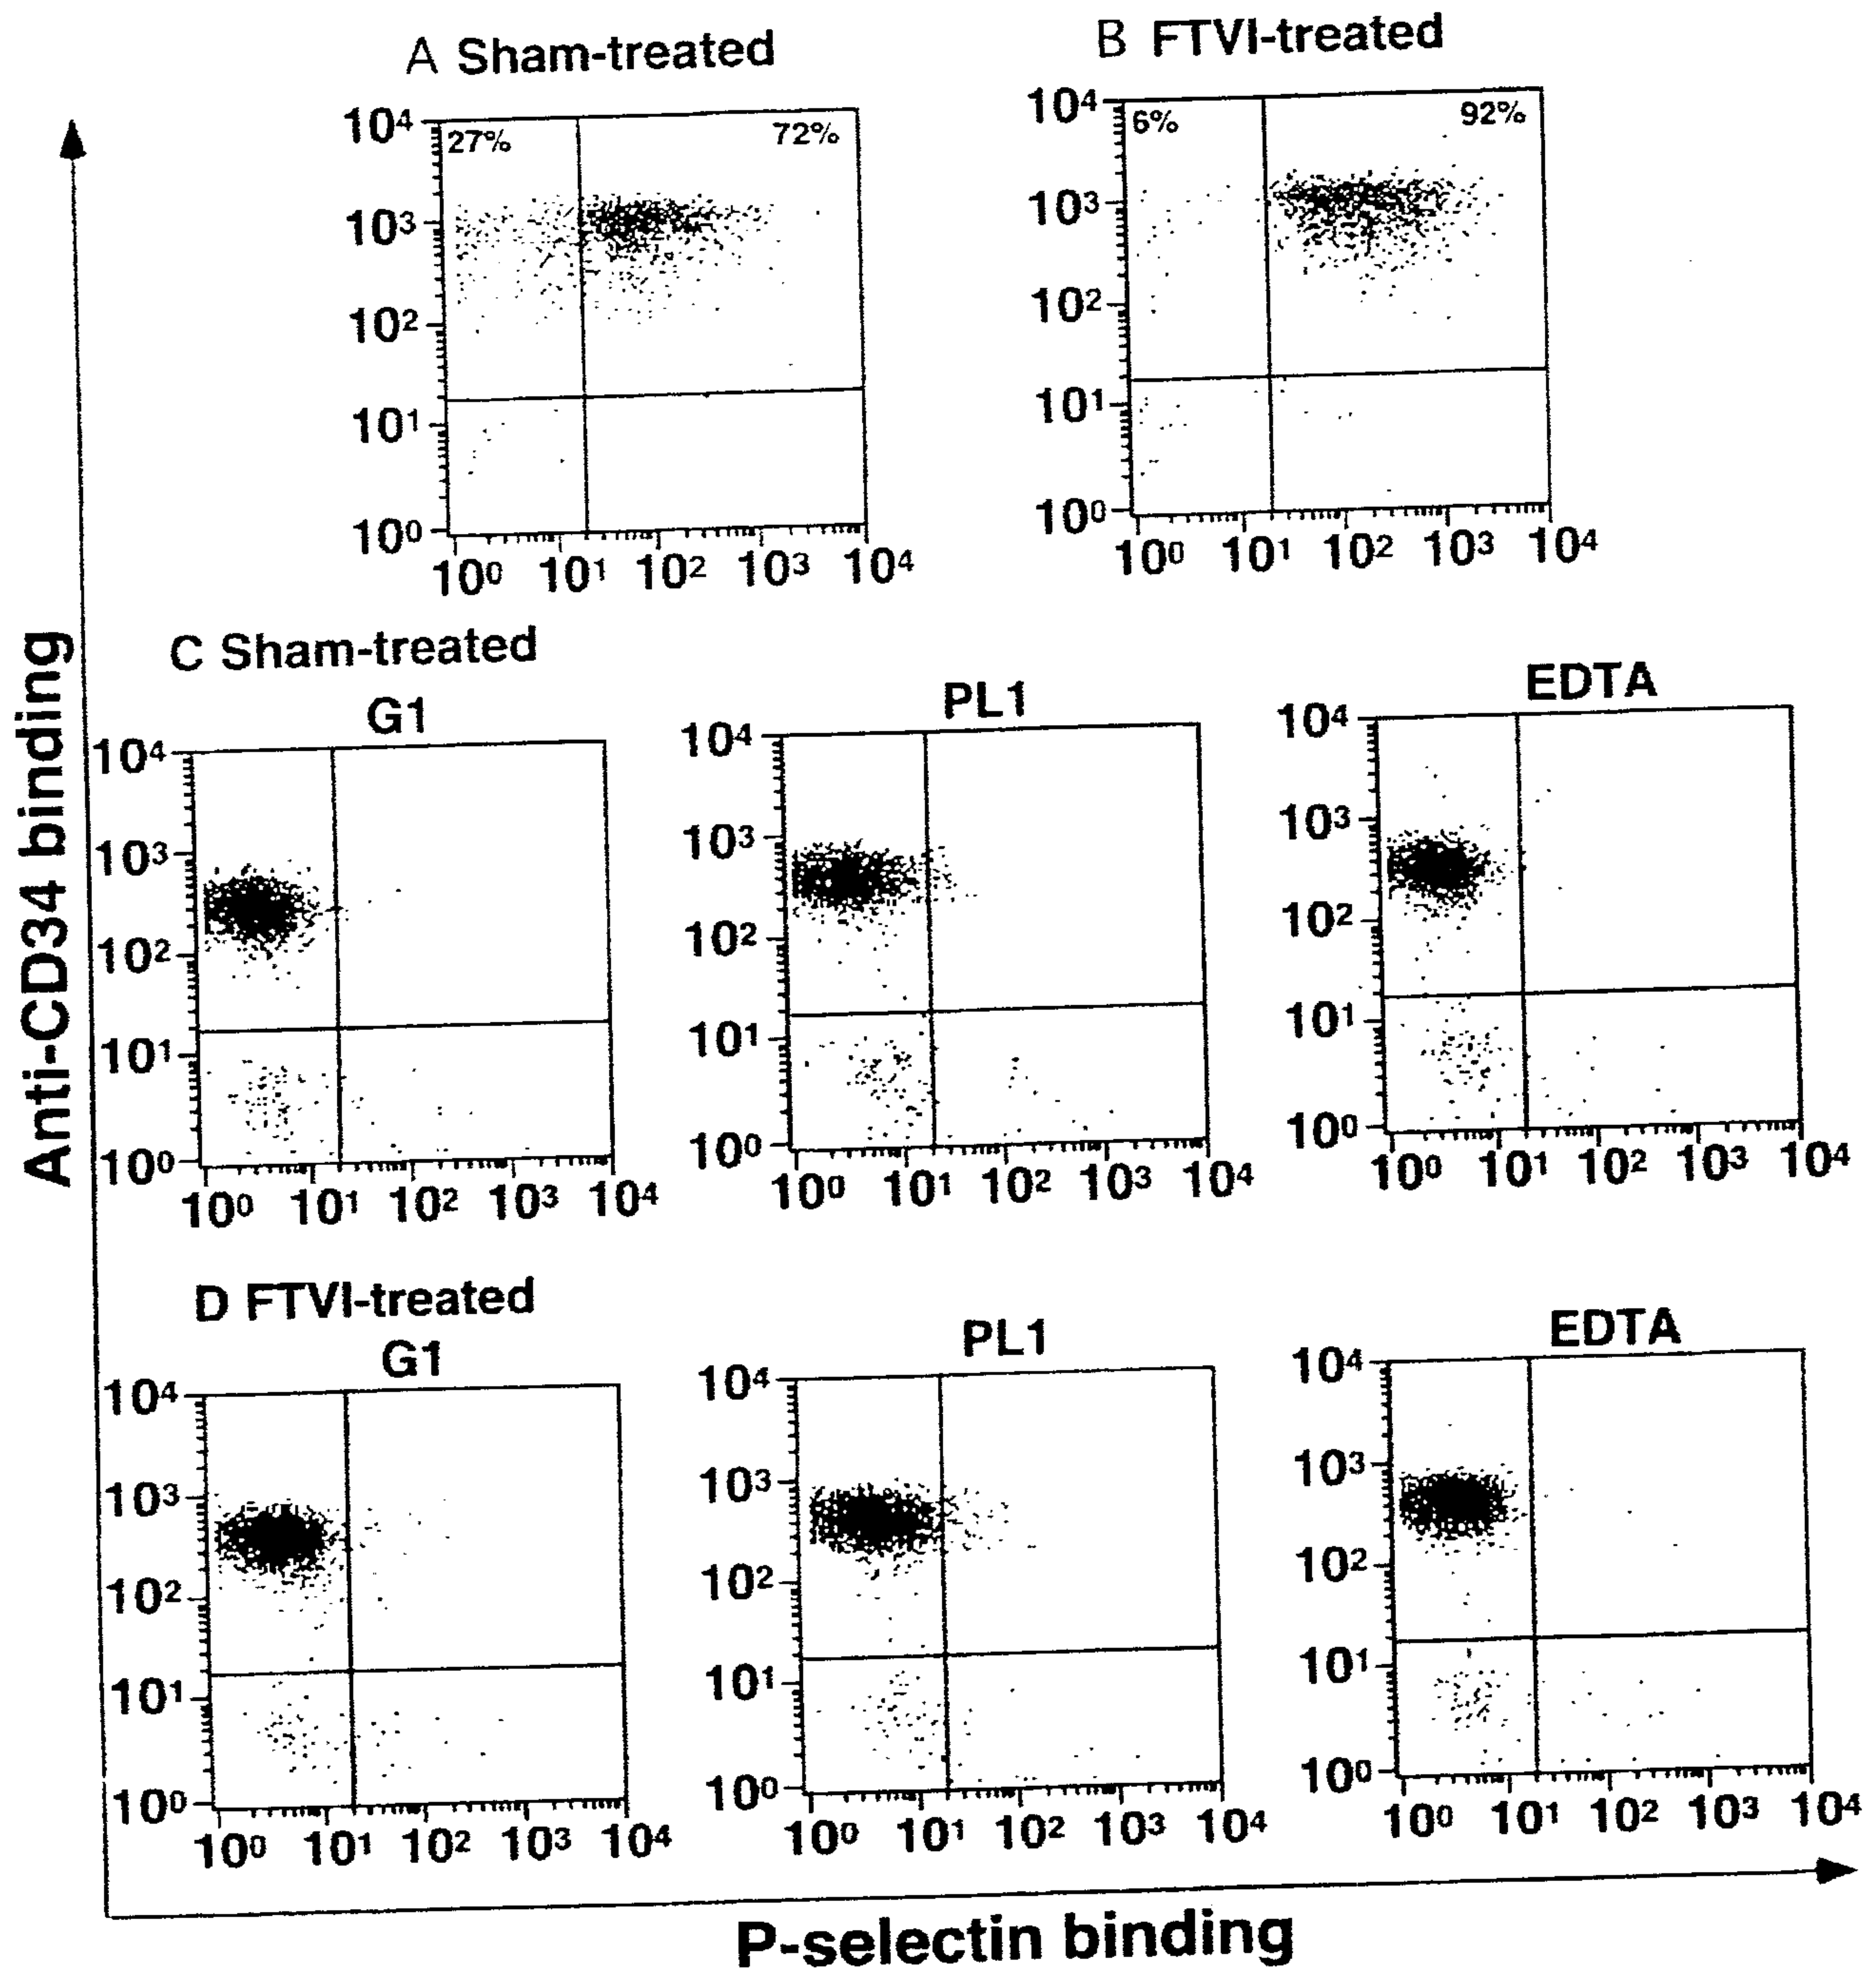 A Sham-treated
B FTVI-treated
10⁴
27%
72%
10³
10²
10¹
10⁰
10⁰ 10¹ 10² 10³ 10⁴
10⁴
6%
92%
10³
10²
10¹
10⁰
10⁰ 10¹ 10² 10³ 10⁴
Anti-CD34 binding
C Sham-treated
G1
10⁴
10³
10²
10¹
10⁰
10⁰ 10¹ 10² 10³ 10⁴
PL1
10⁴
10³
10²
10¹
10⁰
10⁰ 10¹ 10² 10³ 10⁴
EDTA
10⁴
10³
10²
10¹
10⁰
10⁰ 10¹ 10² 10³ 10⁴
D FTVI-treated
G1
10⁴
10³
10²
10¹
10⁰
10⁰ 10¹ 10² 10³ 10⁴
PL1
10⁴
10³
10²
10¹
10⁰
10⁰ 10¹ 10² 10³ 10⁴
EDTA
10⁴
10³
10²
10¹
10⁰
10⁰ 10¹ 10² 10³ 10⁴
P-selectin binding